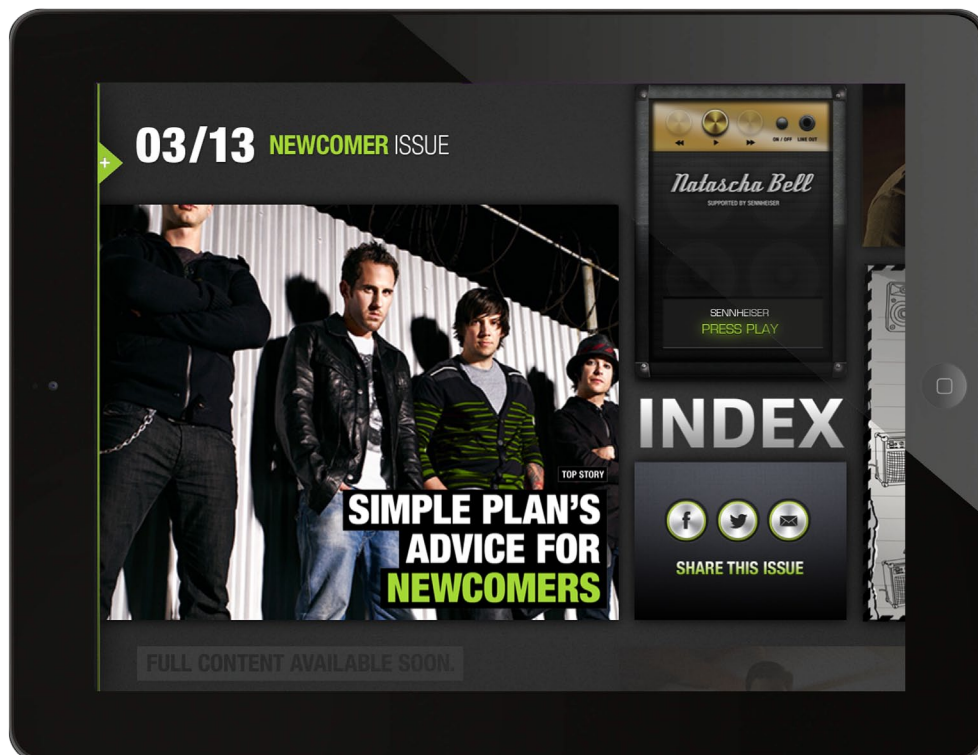 03/13 NEWCOMER ISSUE
ON / OFF LINE OUT
Natascha Bell
SUPPORTED BY SENNHEISER
SENNHEISER
PRESS PLAY
TOP STORY
SIMPLE PLAN'S
ADVICE FOR
NEWCOMERS
INDEX
SHARE THIS ISSUE
FULL CONTENT AVAILABLE SOON.